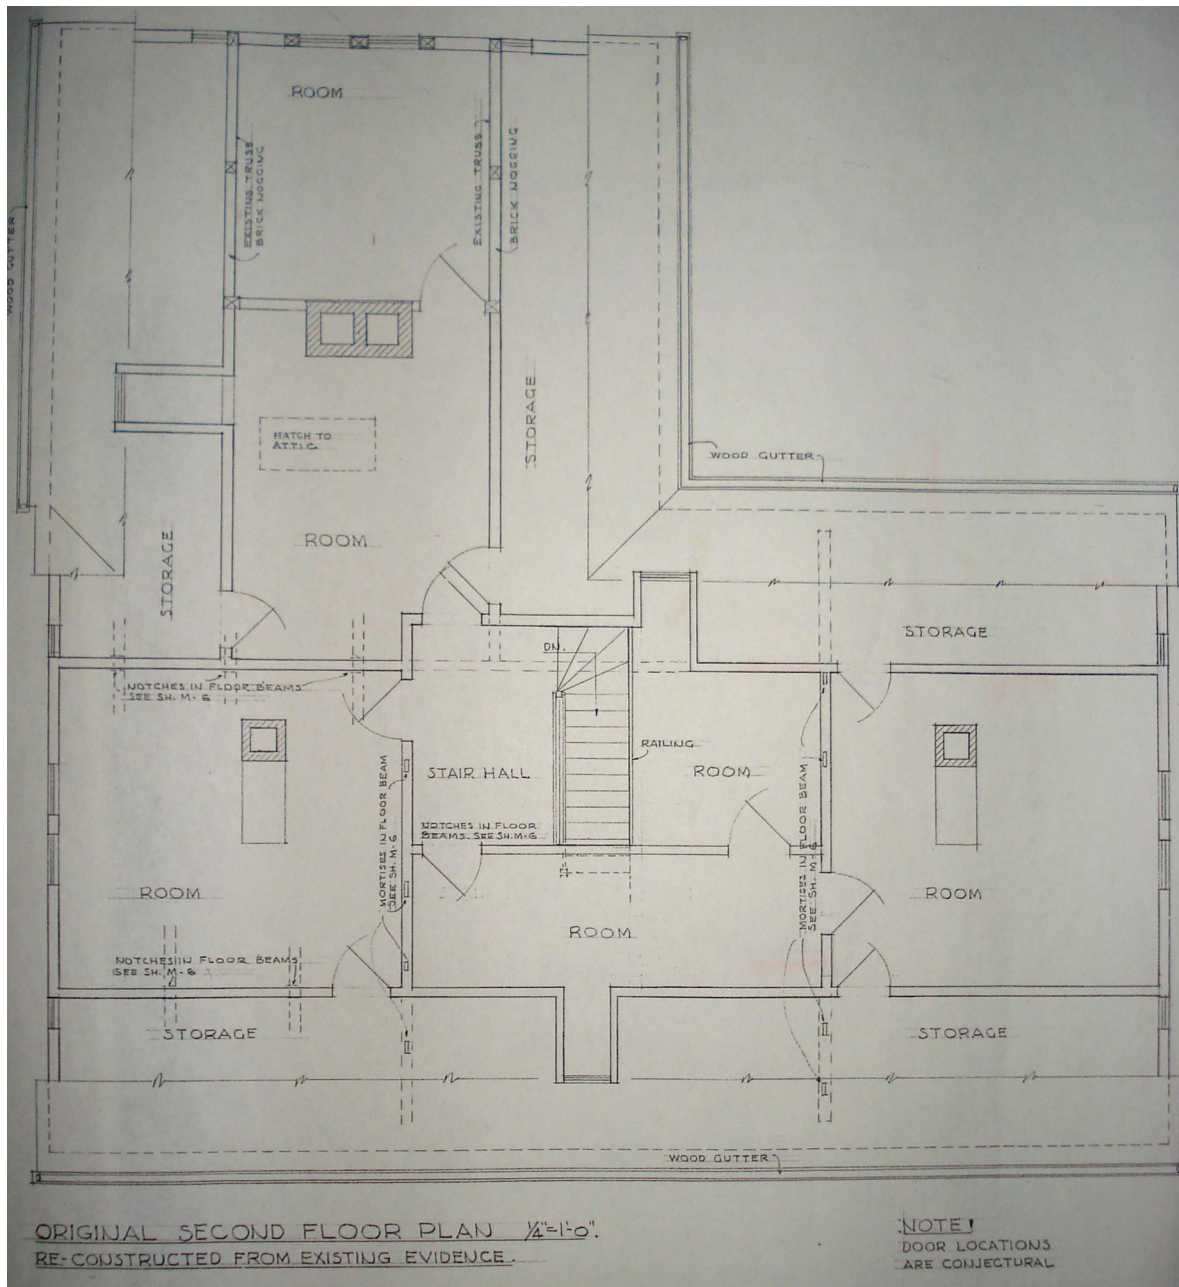 ROOM
EXISTING TRUSS
BRICK NOGGING
EXISTING TRUSS
BRICK NOGGING
WOOD GUTTER
STORAGE
HATCH TO
ATTIC
WOOD GUTTER
ROOM
STORAGE
STORAGE
DN.
NOTCHES IN FLOOR BEAMS
SEE SH. M-6
RAILING
STAIR HALL
ROOM
MORTISES IN FLOOR BEAM
SEE SH. M-6
MORTISES IN FLOOR BEAM
SEE SH. M-6
NOTCHES IN FLOOR
BEAMS. SEE SH. M-6
ROOM
ROOM
ROOM
NOTCHES IN FLOOR BEAMS
SEE SH. M-6
STORAGE
STORAGE
WOOD GUTTER
ORIGINAL SECOND FLOOR PLAN 1/4"=1'-0".
RE-CONSTRUCTED FROM EXISTING EVIDENCE.
NOTE!
DOOR LOCATIONS
ARE CONJECTURAL